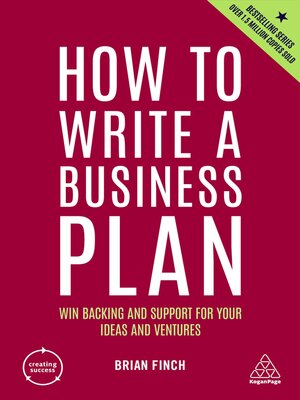 BESTSELLING SERIES
OVER 1.5 MILLION COPIES SOLD
HOW TO
WRITE A
BUSINESS
PLAN
WIN BACKING AND SUPPORT FOR YOUR
IDEAS AND VENTURES
creating
success
BRIAN FINCH
KoganPage